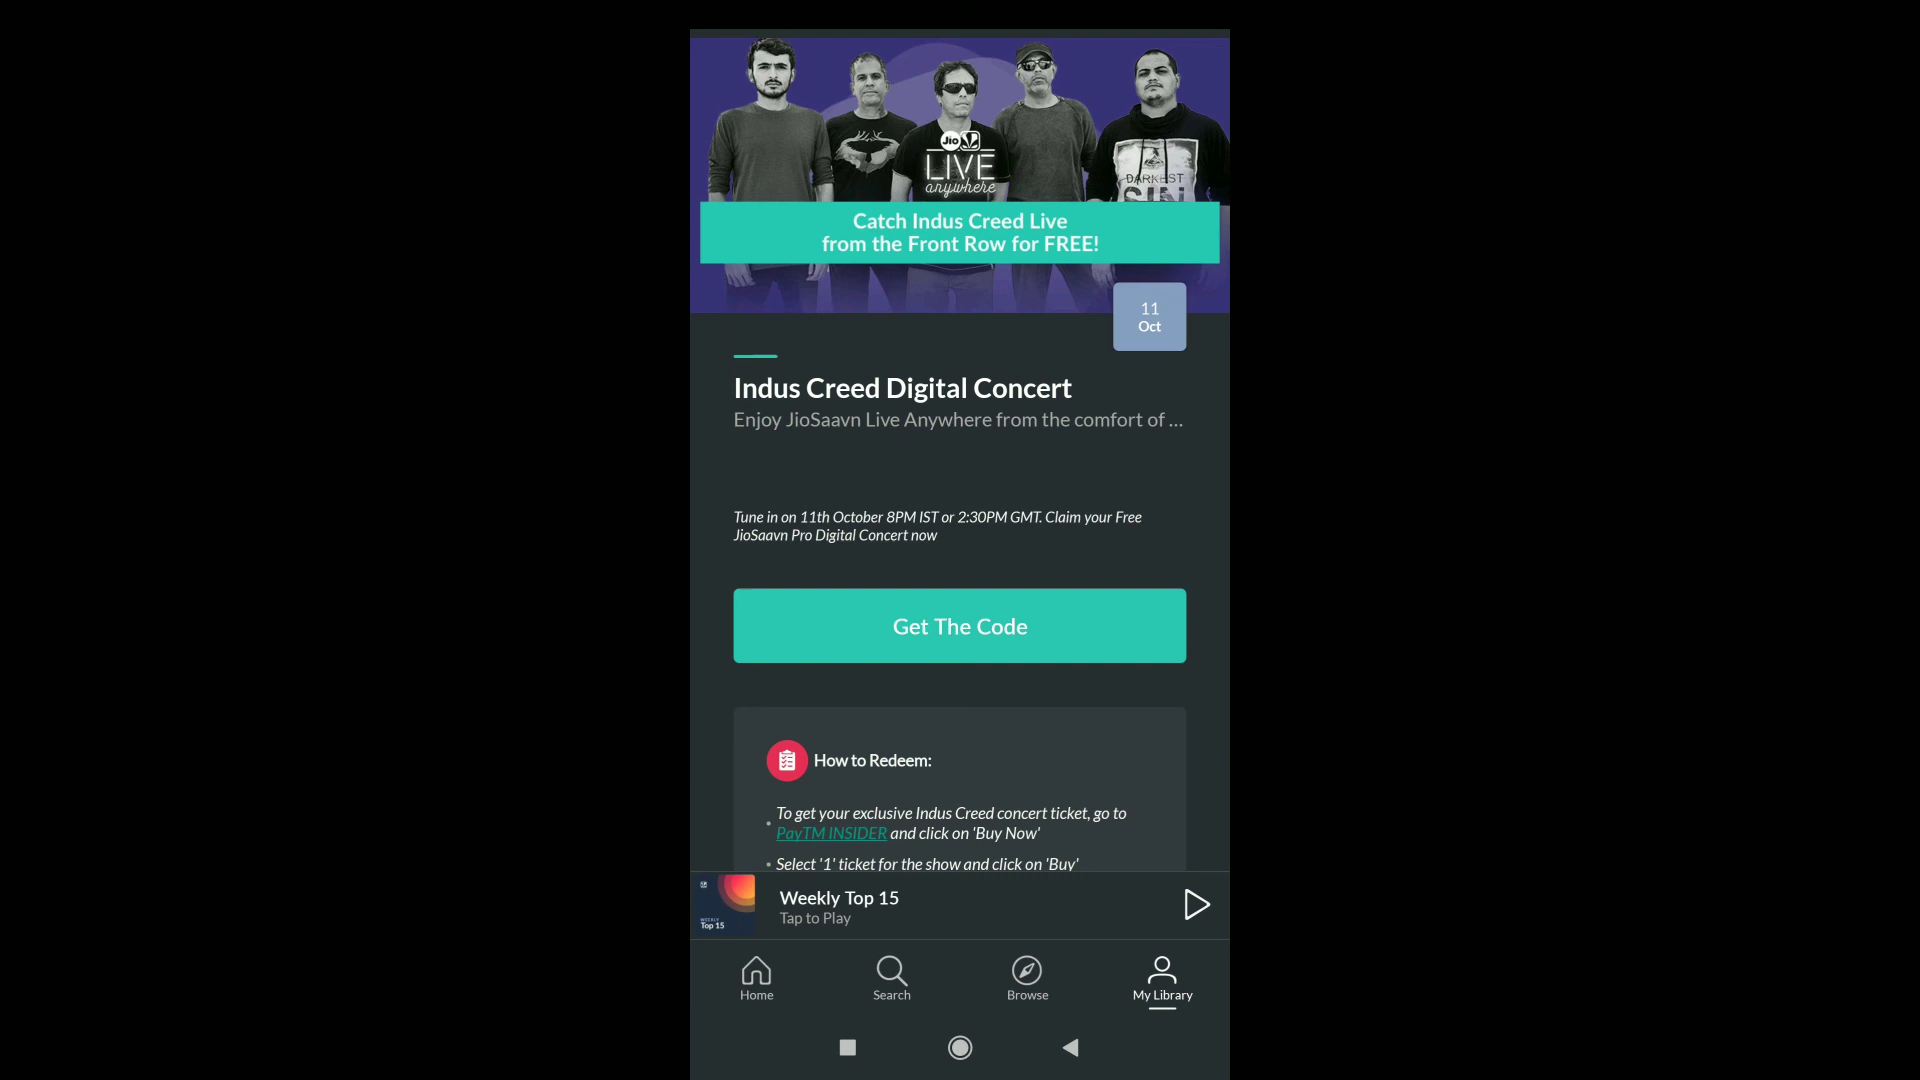 Jio
LIVE
anywhere
DARKEST
SIN
Catch Indus Creed Live
from the Front Row for FREE!
11
Oct
Indus Creed Digital Concert
Enjoy JioSaavn Live Anywhere from the comfort of ...
Tune in on 11th October 8PM IST or 2:30PM GMT. Claim your Free
JioSaavn Pro Digital Concert now
Get The Code
How to Redeem:
• To get your exclusive Indus Creed concert ticket, go to
PayTM INSIDER and click on 'Buy Now'
• Select '1' ticket for the show and click on 'Buy'
WEEKLY
Top 15
Weekly Top 15
Tap to Play
Home
Search
Browse
My Library